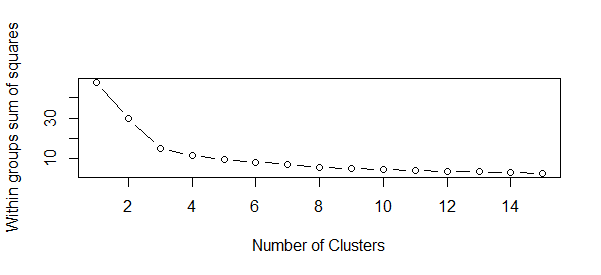 Within groups sum of squares
30
10
2 4 6 8 10 12 14
Number of Clusters